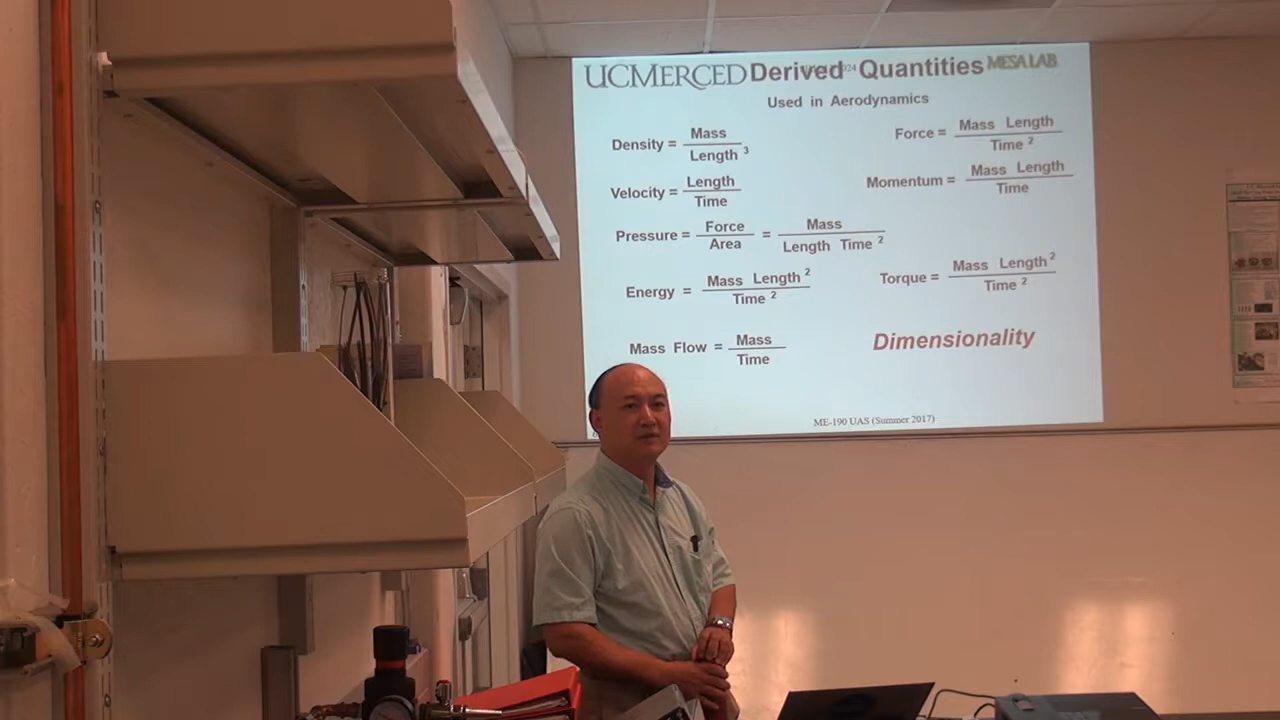 UCMERCED Derived Quantities MESA LAB
Used in Aerodynamics
Density = Mass / Length 3
Force = Mass Length / Time 2
Velocity = Length / Time
Momentum = Mass Length / Time
Pressure = Force / Area = Mass / Length Time 2
Energy = Mass Length 2 / Time 2
Torque = Mass Length 2 / Time 2
Mass Flow = Mass / Time
Dimensionality
ME-190 UAS (Summer 2017)